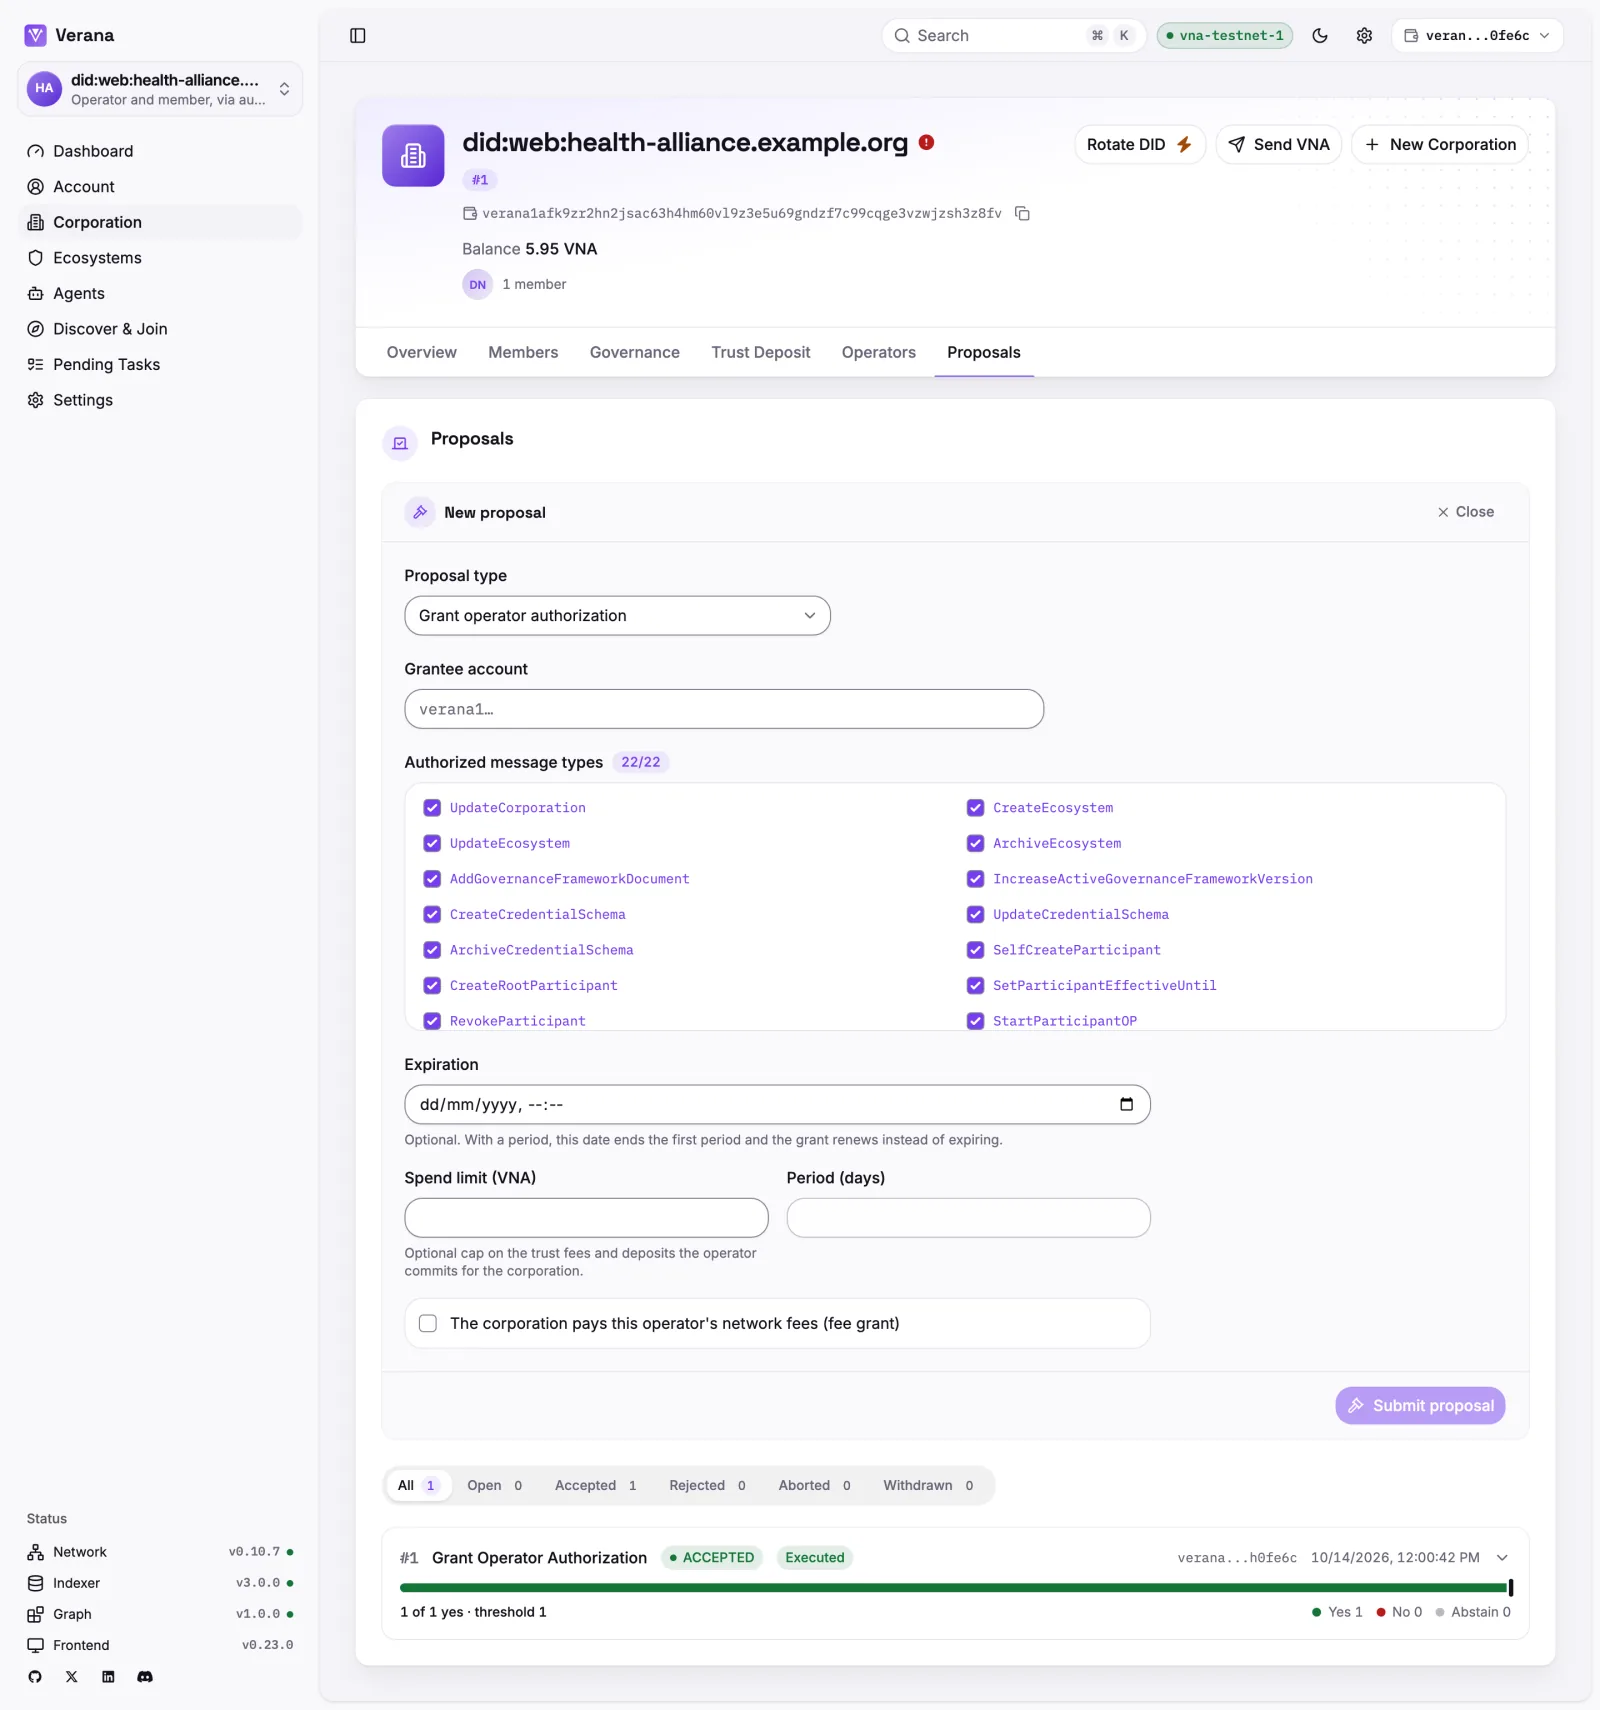 Verana
HA
did:web:health-alliance....
Operator and member, via au...
Dashboard
Account
Corporation
Ecosystems
Agents
Discover & Join
Pending Tasks
Settings
Status
Network v0.10.7
Indexer v3.0.0
Graph v1.0.0
Frontend v0.23.0
Search ⌘ K
vna-testnet-1
veran...0fe6c
did:web:health-alliance.example.org
#1
verana1afk9zr2hn2jsac63h4hm60vl9z3e5u69gndzf7c99cqge3vzwjzsh3z8fv
Balance 5.95 VNA
DN 1 member
Rotate DID
Send VNA
New Corporation
Overview Members Governance Trust Deposit Operators Proposals
Proposals
New proposal
Close
Proposal type
Grant operator authorization
Grantee account
verana1…
Authorized message types 22/22
UpdateCorporation CreateEcosystem
UpdateEcosystem ArchiveEcosystem
AddGovernanceFrameworkDocument IncreaseActiveGovernanceFrameworkVersion
CreateCredentialSchema UpdateCredentialSchema
ArchiveCredentialSchema SelfCreateParticipant
CreateRootParticipant SetParticipantEffectiveUntil
RevokeParticipant StartParticipantOP
Expiration
dd/mm/yyyy, --:--
Optional. With a period, this date ends the first period and the grant renews instead of expiring.
Spend limit (VNA) Period (days)
Optional cap on the trust fees and deposits the operator
commits for the corporation.
The corporation pays this operator's network fees (fee grant)
Submit proposal
All 1 Open 0 Accepted 1 Rejected 0 Aborted 0 Withdrawn 0
#1 Grant Operator Authorization ACCEPTED Executed verana...h0fe6c 10/14/2026, 12:00:42 PM
1 of 1 yes · threshold 1 Yes 1 No 0 Abstain 0